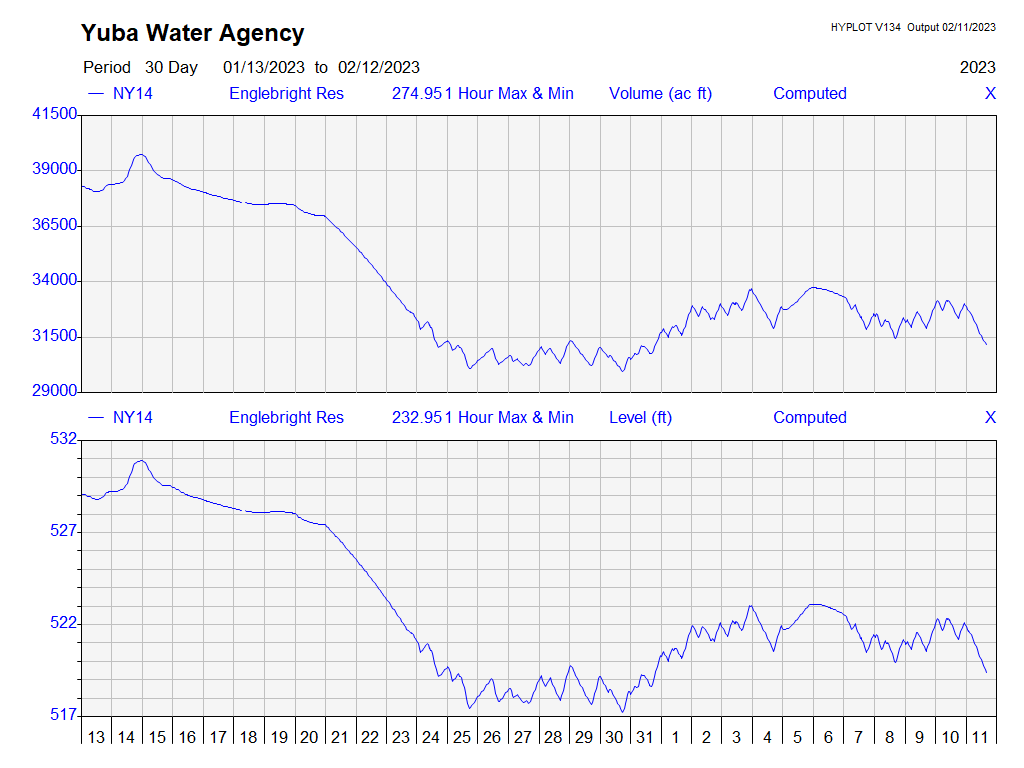 Yuba Water Agency
HYPLOT V134 Output 02/11/2023
Period 30 Day 01/13/2023 to 02/12/2023
2023
NY14 Englebright Res 274.951 Hour Max & Min Volume (ac ft) Computed X
41500
39000
36500
34000
31500
29000
NY14 Englebright Res 232.951 Hour Max & Min Level (ft) Computed X
532
527
522
517
13 14 15 16 17 18 19 20 21 22 23 24 25 26 27 28 29 30 31 1 2 3 4 5 6 7 8 9 10 11